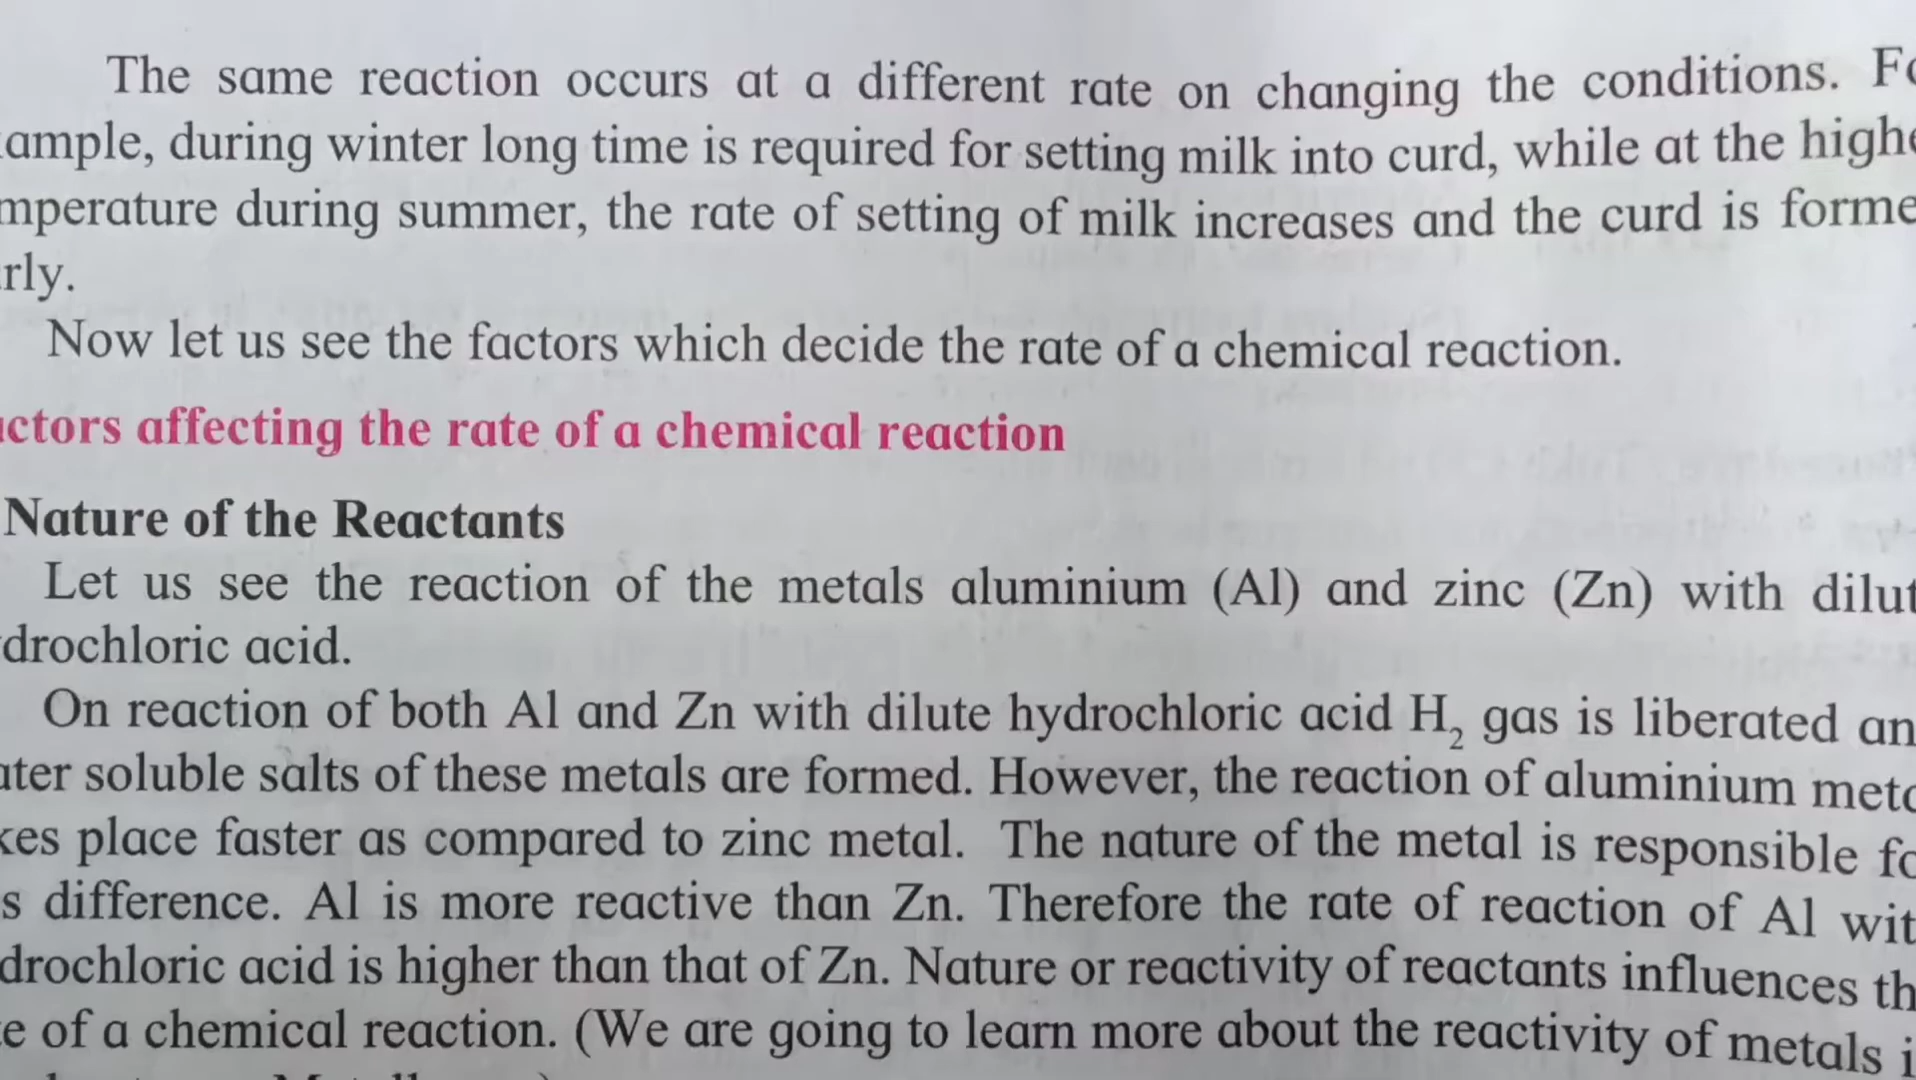 The same reaction occurs at a different rate on changing the conditions. Fo
ample, during winter long time is required for setting milk into curd, while at the highe
mperature during summer, the rate of setting of milk increases and the curd is forme
rly.
Now let us see the factors which decide the rate of a chemical reaction.
ctors affecting the rate of a chemical reaction
Nature of the Reactants
Let us see the reaction of the metals aluminium (Al) and zinc (Zn) with dilut
drochloric acid.
On reaction of both Al and Zn with dilute hydrochloric acid H₂ gas is liberated an
ater soluble salts of these metals are formed. However, the reaction of aluminium meta
kes place faster as compared to zinc metal. The nature of the metal is responsible fo
s difference. Al is more reactive than Zn. Therefore the rate of reaction of Al wit
drochloric acid is higher than that of Zn. Nature or reactivity of reactants influences th
e of a chemical reaction. (We are going to learn more about the reactivity of metals i